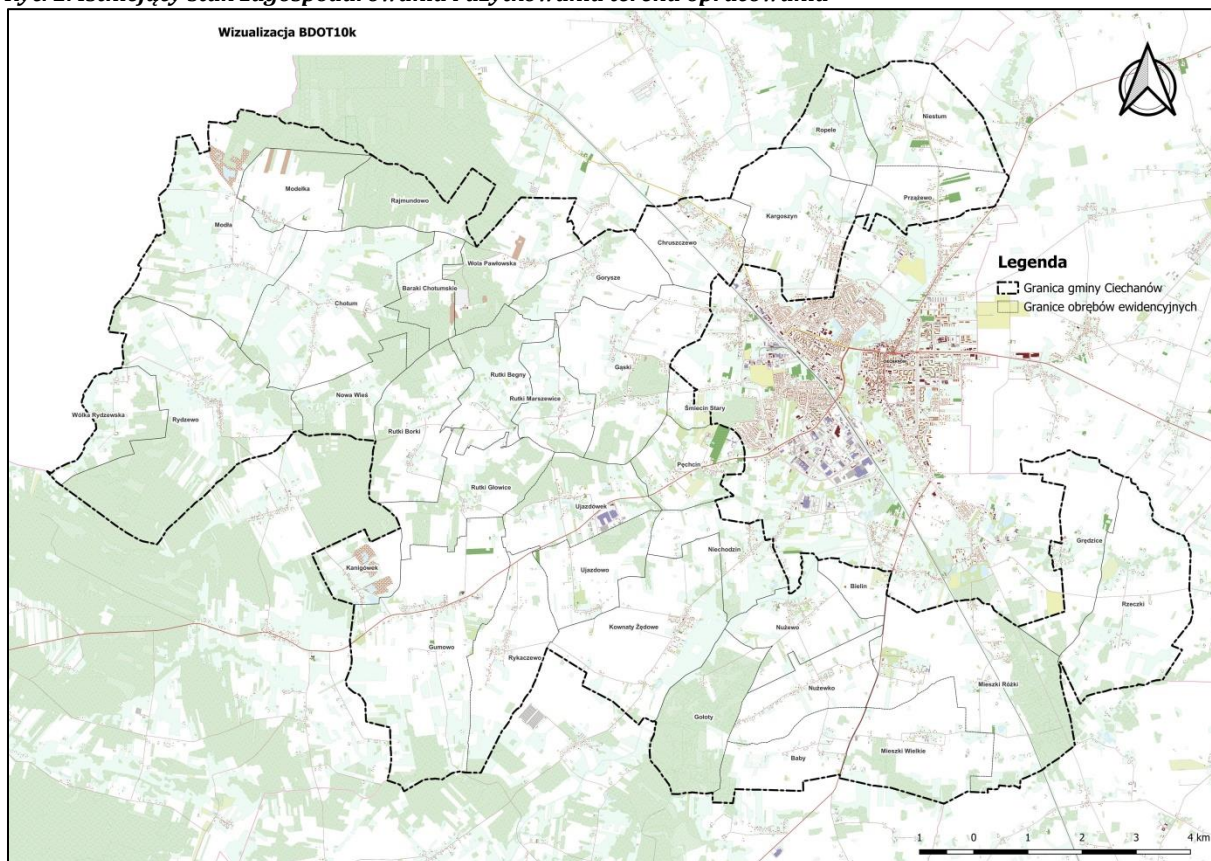 Wizualizacja BDOT10k
Ropele
Niestum
Modełka
Rajmundowo
Przążewo
Kargoszyn
Modła
Chruszczewo
Wola Pawłowska
Gorysze
Legenda
Granica gminy Ciechanów
Granice obrębów ewidencyjnych
Baraki Chotumskie
Chotum
Gąski
Rutki Begny
Nowa Wieś
Rutki Marszewice
Śmiecin Stary
Wólka Rydzewska
Rydzewo
Rutki Borki
Pęchcin
Rutki Głowice
Ujazdówek
Niechodzin
Grędzice
Kanigówek
Ujazdowo
Bielin
Rzeczki
Kownaty Żędowe
Nużewo
Gumowo
Rykaczewo
Mieszki Różki
Nużewko
Gołoty
Mieszki Wielkie
Baby
1 0 1 2 3 4 km